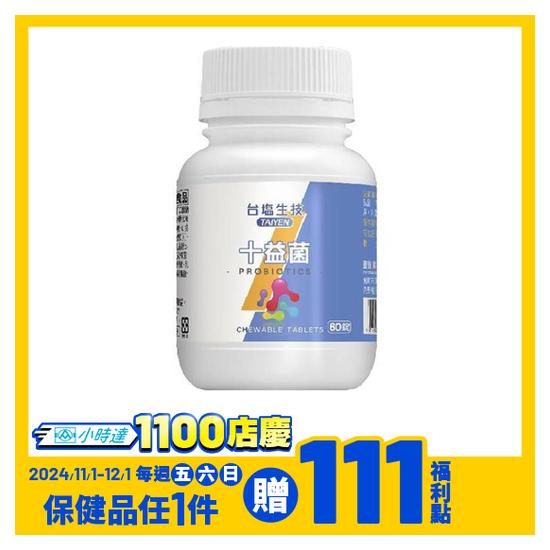 台塩生技
TAIYEN
十益菌
- PROBIOTICS -
CHEWABLE TABLETS 60錠
食品
小時達 1100店慶
2024/11/1-12/1 每週五六日
保健品任1件 贈 111 福利點